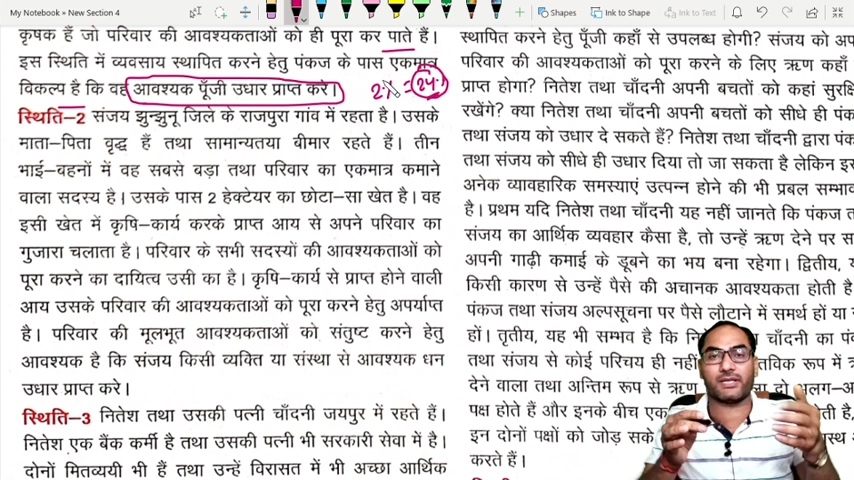 My Notebook » New Section 4
Shapes
Ink to Shape
Ink to Text
कृषक हैं जो परिवार की आवश्यकताओं को ही पूरा कर पाते हैं।
इस स्थिति में व्यवसाय स्थापित करने हेतु पंकज के पास एकमात्र
विकल्प है कि वह आवश्यक पूँजी उधार प्राप्त करे।
2% = 24%
स्थिति–2 संजय झुन्झुनू जिले के राजपुरा गांव में रहता है। उसके
माता–पिता वृद्ध हैं तथा सामान्यतया बीमार रहते हैं। तीन
भाई–बहनों में वह सबसे बड़ा तथा परिवार का एकमात्र कमाने
वाला सदस्य है। उसके पास 2 हेक्टेयर का छोटा–सा खेत है। वह
इसी खेत में कृषि–कार्य करके प्राप्त आय से अपने परिवार का
गुजारा चलाता है। परिवार के सभी सदस्यों की आवश्यकताओं को
पूरा करने का दायित्व उसी का है। कृषि–कार्य से प्राप्त होने वाली
आय उसके परिवार की आवश्यकताओं को पूरा करने हेतु अपर्याप्त
है। परिवार की मूलभूत आवश्यकताओं को संतुष्ट करने हेतु
आवश्यक है कि संजय किसी व्यक्ति या संस्था से आवश्यक धन
उधार प्राप्त करे।
स्थिति–3 नितेश तथा उसकी पत्नी चाँदनी जयपुर में रहते हैं।
नितेश एक बैंक कर्मी है तथा उसकी पत्नी भी सरकारी सेवा में है।
दोनों मितव्ययी भी हैं तथा उन्हें विरासत में भी अच्छा आर्थिक
स्थापित करने हेतु पूँजी कहाँ से उपलब्ध होगी? संजय को
परिवार की आवश्यकताओं को पूरा करने के लिए ऋण कहाँ
प्राप्त होगा? नितेश तथा चाँदनी अपनी बचतों को कहां
रखेंगे? क्या नितेश तथा चाँदनी अपनी बचतों को सीधे ही
तथा संजय को उधार दे सकते हैं? नितेश तथा चाँदनी द्वारा
तथा संजय को सीधे ही उधार दिया तो जा सकता है लेकिन
अनेक व्यावहारिक समस्याएं उत्पन्न होने की भी प्रबल
है। प्रथम यदि नितेश तथा चाँदनी यह नहीं जानते कि पंकज
संजय का आर्थिक व्यवहार कैसा है, तो उन्हें ऋण देने पर
अपनी गाढ़ी कमाई के डूबने का भय बना रहेगा। द्वितीय,
किसी कारण से उन्हें पैसे की अचानक आवश्यकता होती है
पंकज तथा संजय अल्पसूचना पर पैसे लौटाने में समर्थ हों या
हों। तृतीय, यह भी सम्भव है कि चाँदनी का
तथा संजय से कोई परिचय ही रूप में
देने वाला तथा अन्तिम रूप से
पक्ष होते हैं और इनके बीच
इन दोनों पक्षों को जोड़
करते हैं।